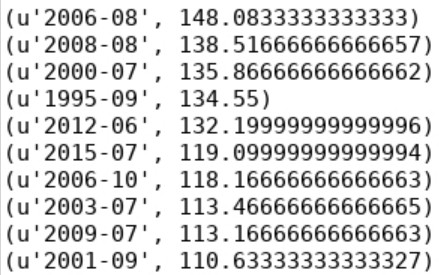 (u'2006-08', 148.0833333333333)
(u'2008-08', 138.51666666666657)
(u'2000-07', 135.86666666666662)
(u'1995-09', 134.55)
(u'2012-06', 132.19999999999996)
(u'2015-07', 119.09999999999994)
(u'2006-10', 118.16666666666663)
(u'2003-07', 113.46666666666665)
(u'2009-07', 113.16666666666663)
(u'2001-09', 110.63333333333327)